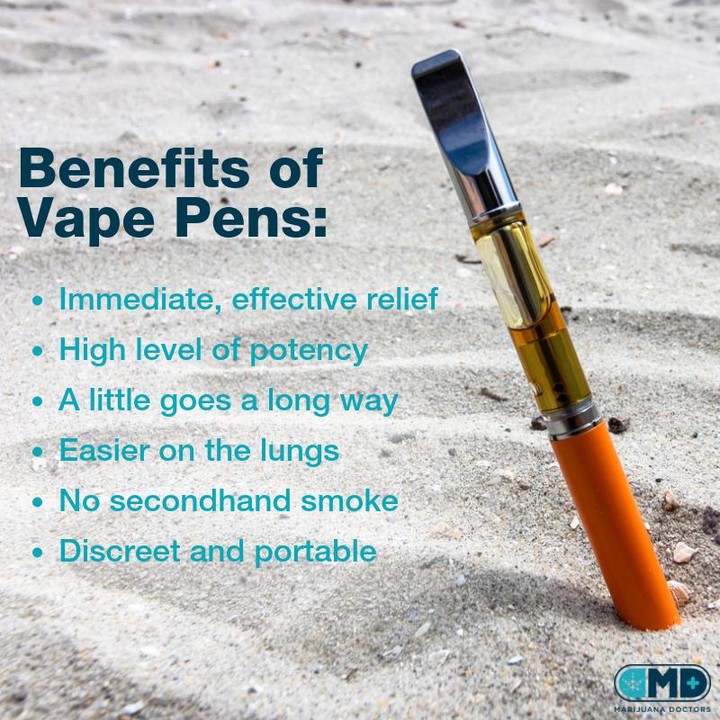 Benefits of
Vape Pens:
• Immediate, effective relief
• High level of potency
• A little goes a long way
• Easier on the lungs
• No secondhand smoke
• Discreet and portable
MD
MARIJUANA DOCTORS